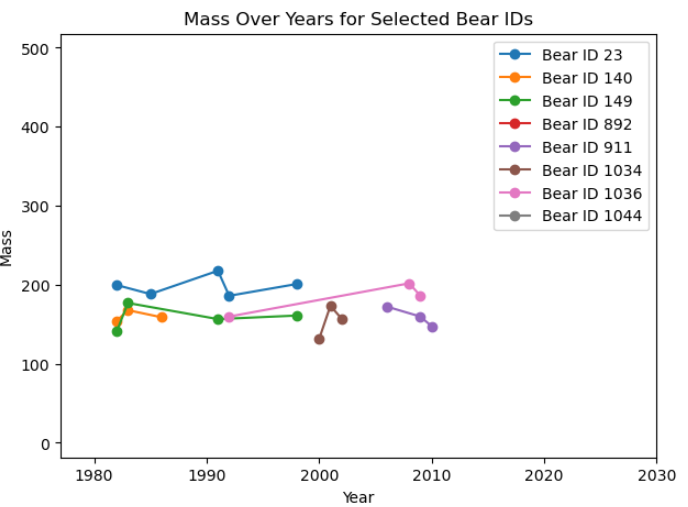 Mass Over Years for Selected Bear IDs
500
400
300
200
100
0
Mass
Bear ID 23
Bear ID 140
Bear ID 149
Bear ID 892
Bear ID 911
Bear ID 1034
Bear ID 1036
Bear ID 1044
1980
1990
2000
2010
2020
2030
Year